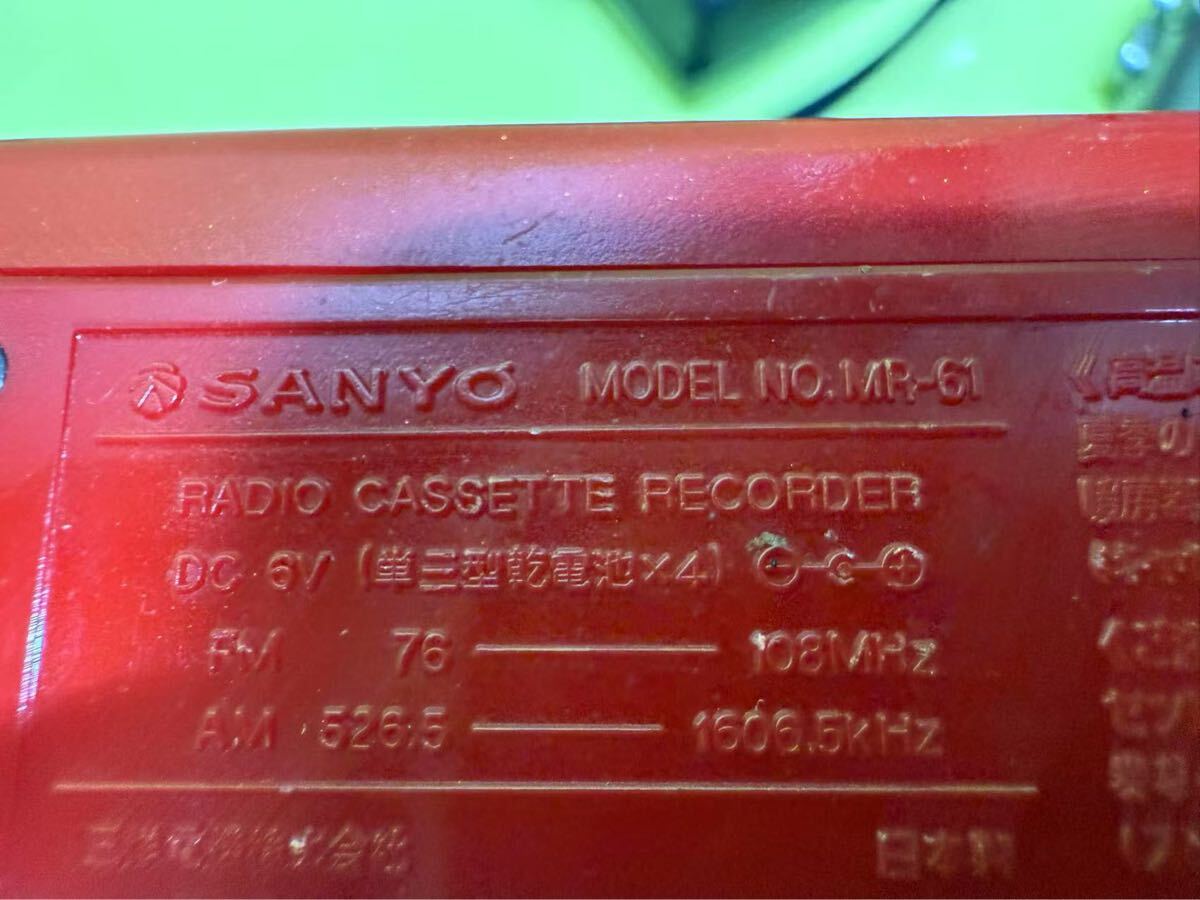 SANYO MODEL NO. MR-61
RADIO CASSETTE RECORDER
DC 6V (単三型乾電池×4)
FM 76 108MHz
AM 526.5 1606.5kHz
三洋電機株式会社 日本製